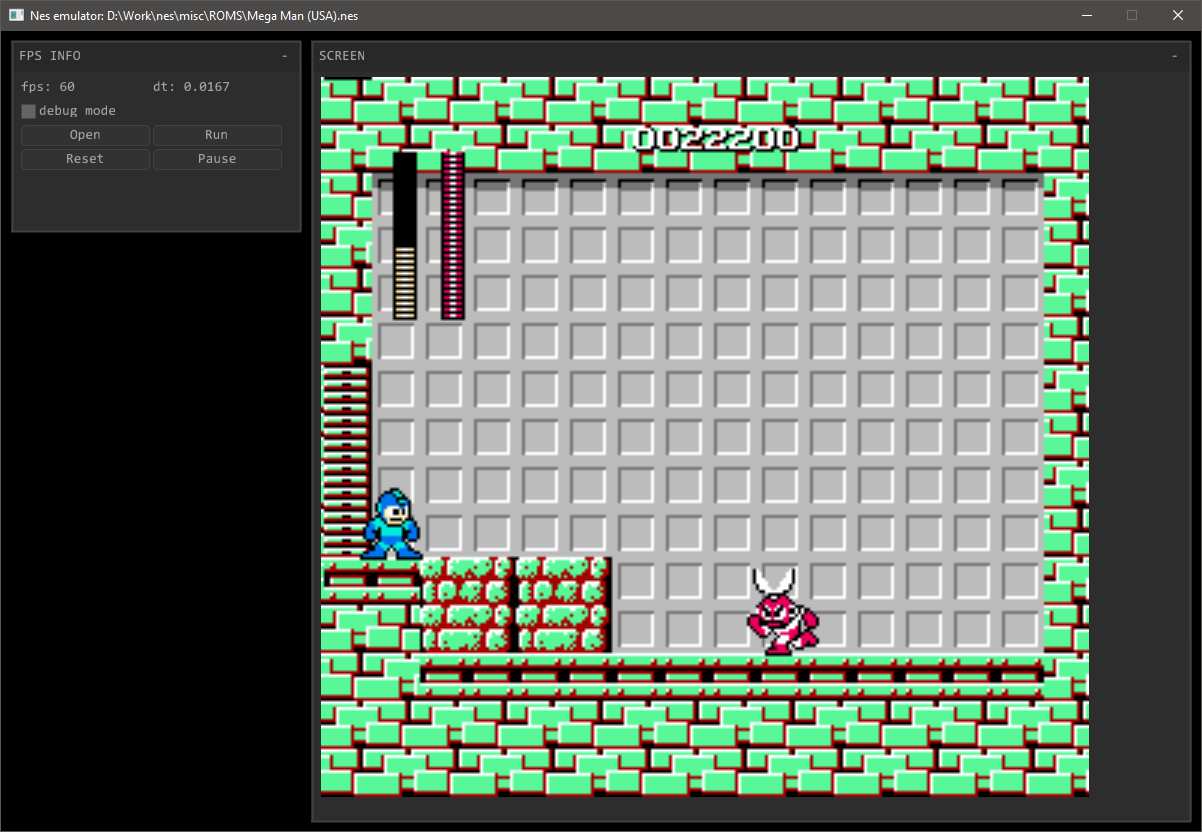 Nes emulator: D:\Work\nes\misc\ROMS\Mega Man (USA).nes
FPS INFO -
fps: 60 dt: 0.0167
debug mode
Open Run
Reset Pause
SCREEN -
0022200